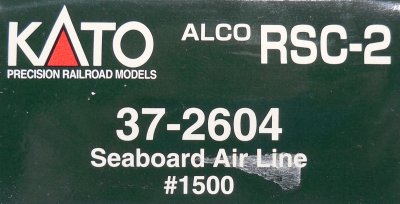 KATO
PRECISION RAILROAD MODELS
ALCO RSC-2
37-2604
Seaboard Air Line
#1500